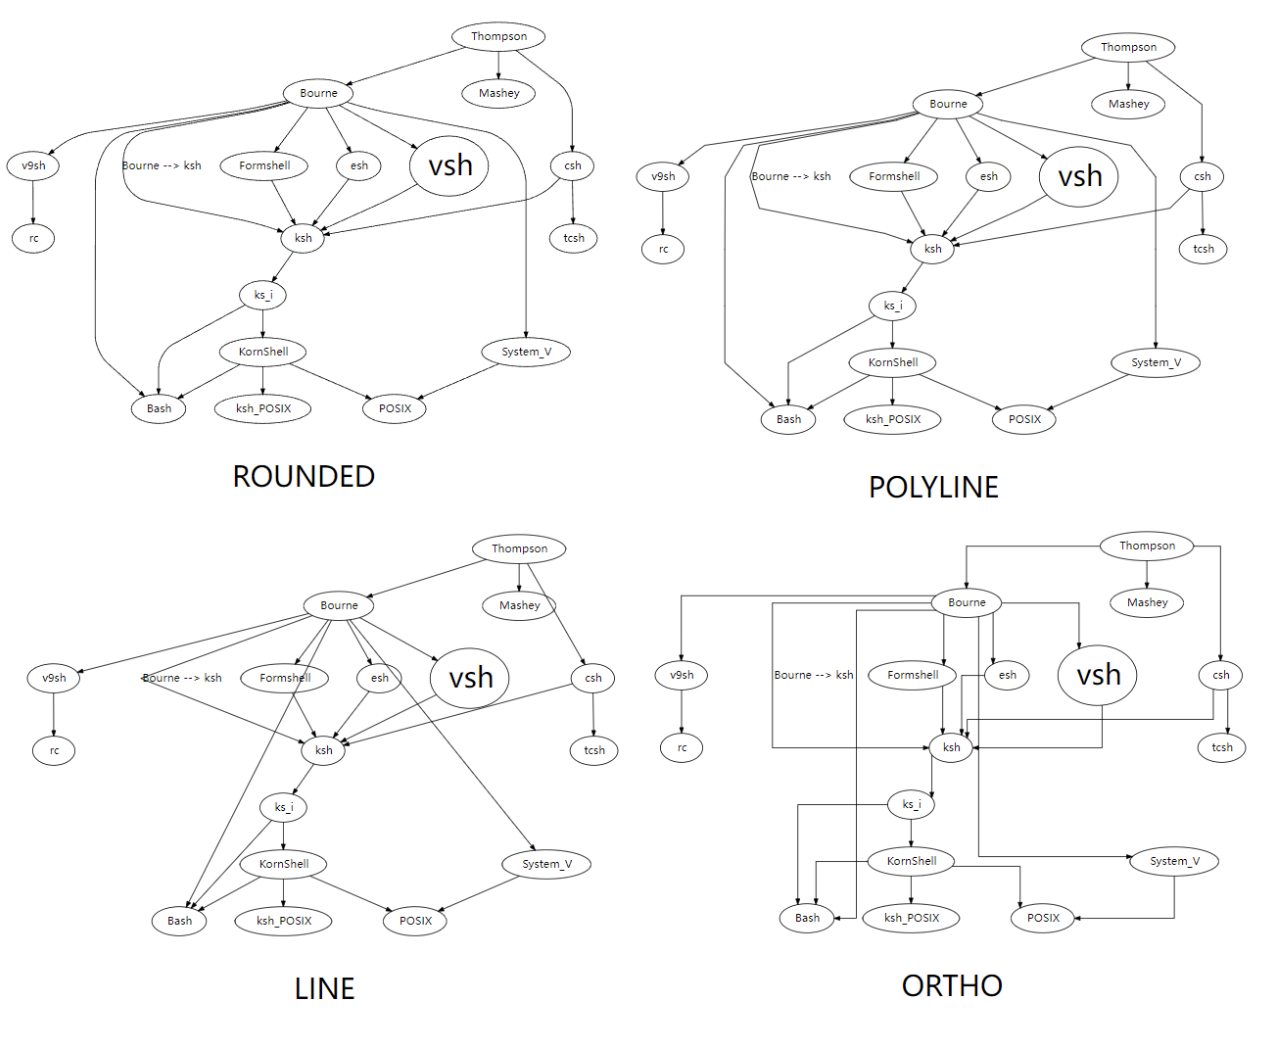 Thompson
Bourne
Mashey
v9sh
Bourne --> ksh
Formshell
esh
vsh
csh
rc
ksh
tcsh
ks_i
KornShell
System_V
Bash
ksh_POSIX
POSIX
ROUNDED
Thompson
Bourne
Mashey
v9sh
Bourne --> ksh
Formshell
esh
vsh
csh
rc
ksh
tcsh
ks_i
KornShell
System_V
Bash
ksh_POSIX
POSIX
POLYLINE
Thompson
Bourne
Mashey
v9sh
Bourne --> ksh
Formshell
esh
vsh
csh
rc
ksh
tcsh
ks_i
KornShell
System_V
Bash
ksh_POSIX
POSIX
LINE
Thompson
Bourne
Mashey
v9sh
Bourne --> ksh
Formshell
esh
vsh
csh
rc
ksh
tcsh
ks_i
KornShell
System_V
Bash
ksh_POSIX
POSIX
ORTHO